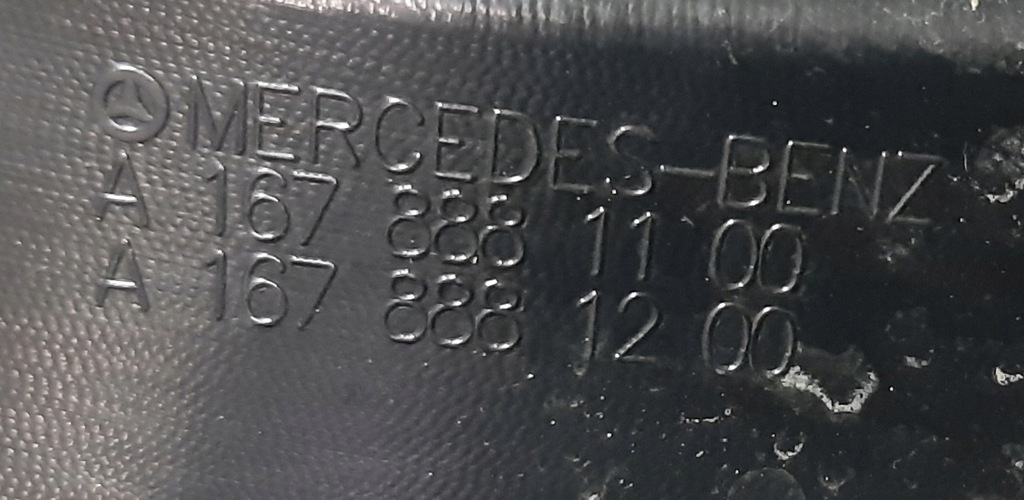 MERCEDES-BENZ
A 167 888 11 00
A 167 888 12 00